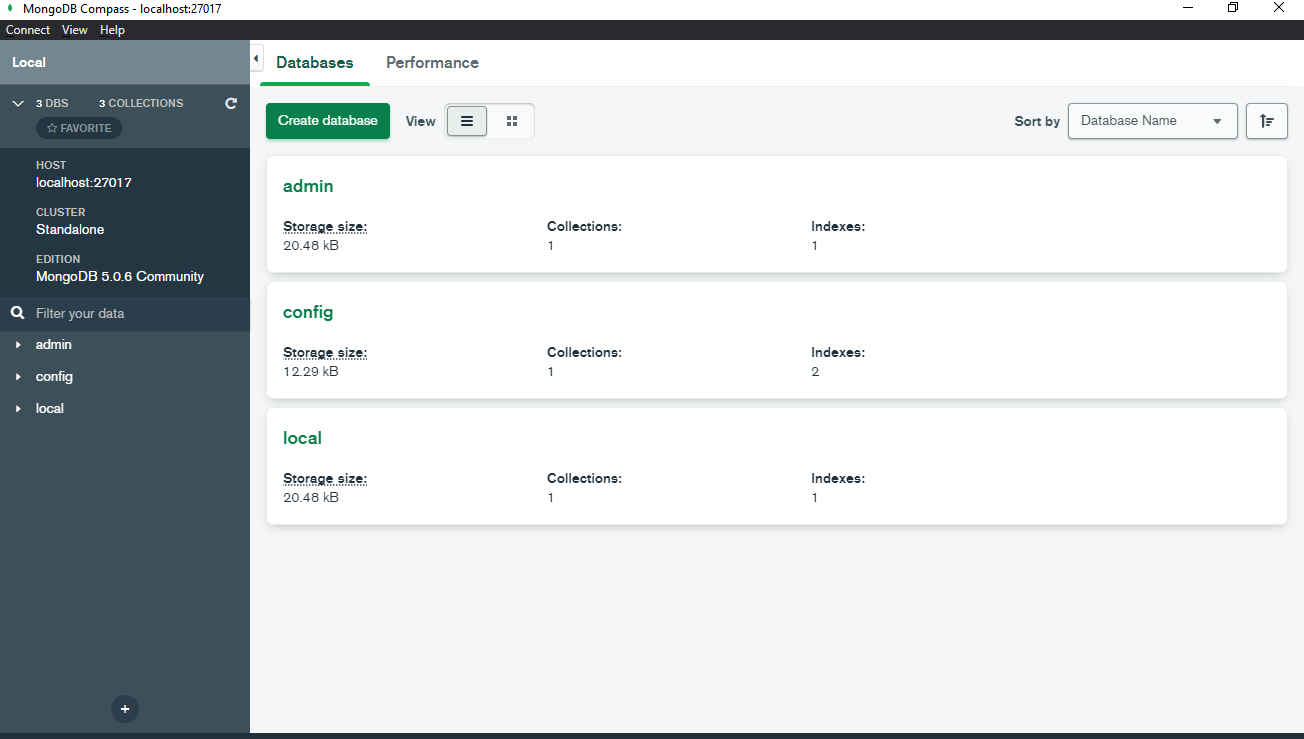 MongoDB Compass - localhost:27017
Connect View Help
Local
3 DBS 3 COLLECTIONS
FAVORITE
HOST
localhost:27017
CLUSTER
Standalone
EDITION
MongoDB 5.0.6 Community
Filter your data
admin
config
local
Databases Performance
Create database View Sort by Database Name
admin
Storage size: Collections: Indexes:
20.48 kB 1 1
config
Storage size: Collections: Indexes:
12.29 kB 1 2
local
Storage size: Collections: Indexes:
20.48 kB 1 1